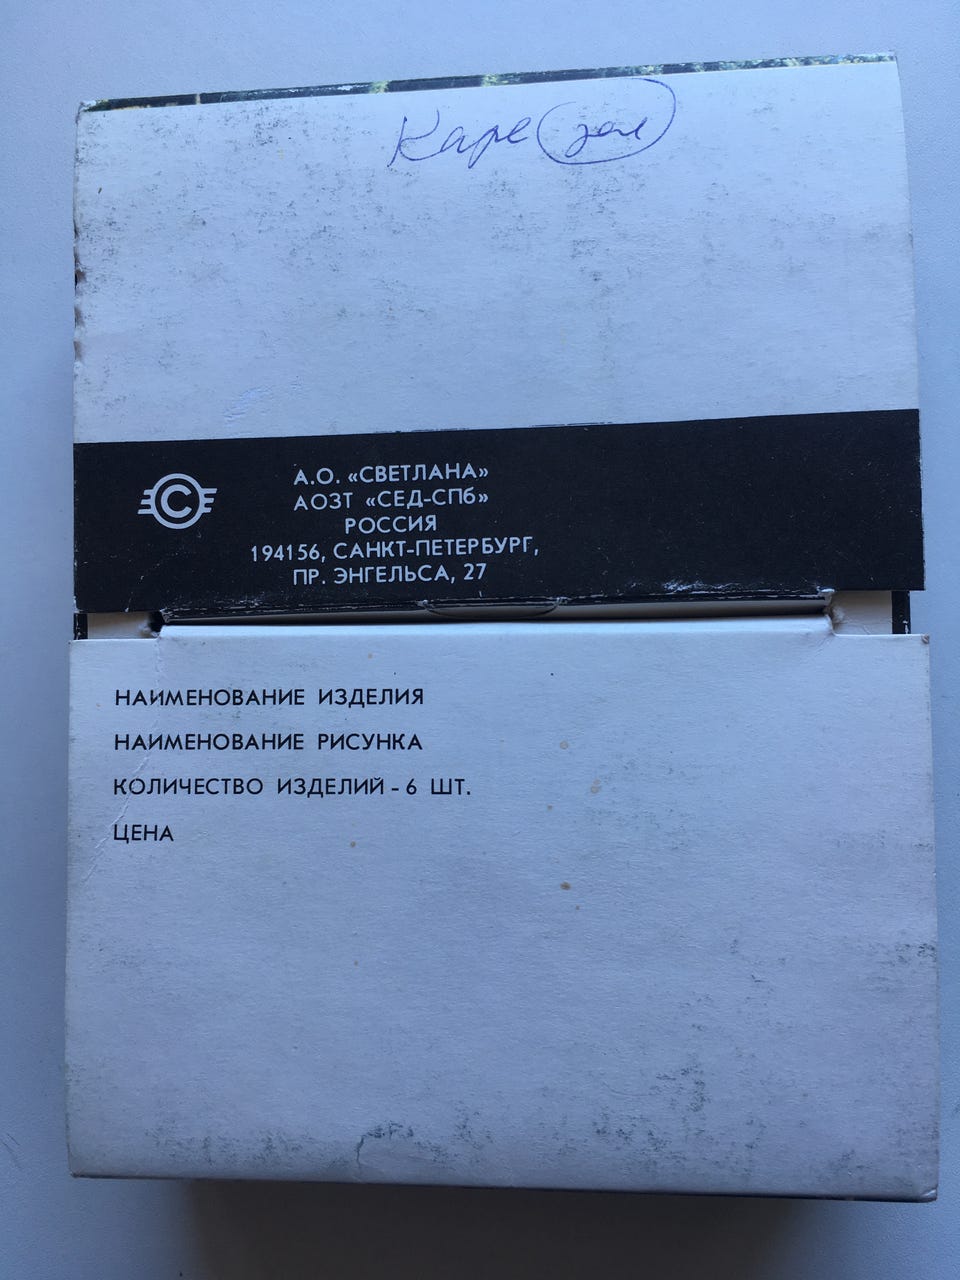 Каре зол
С
А.О. «СВЕТЛАНА»
АОЗТ «СЕД-СПб»
РОССИЯ
194156, САНКТ-ПЕТЕРБУРГ,
ПР. ЭНГЕЛЬСА, 27
НАИМЕНОВАНИЕ ИЗДЕЛИЯ
НАИМЕНОВАНИЕ РИСУНКА
КОЛИЧЕСТВО ИЗДЕЛИЙ - 6 ШТ.
ЦЕНА